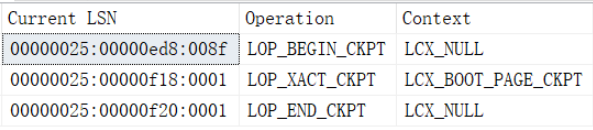 Current LSN Operation Context
00000025:00000ed8:008f LOP_BEGIN_CKPT LCX_NULL
00000025:00000f18:0001 LOP_XACT_CKPT LCX_BOOT_PAGE_CKPT
00000025:00000f20:0001 LOP_END_CKPT LCX_NULL